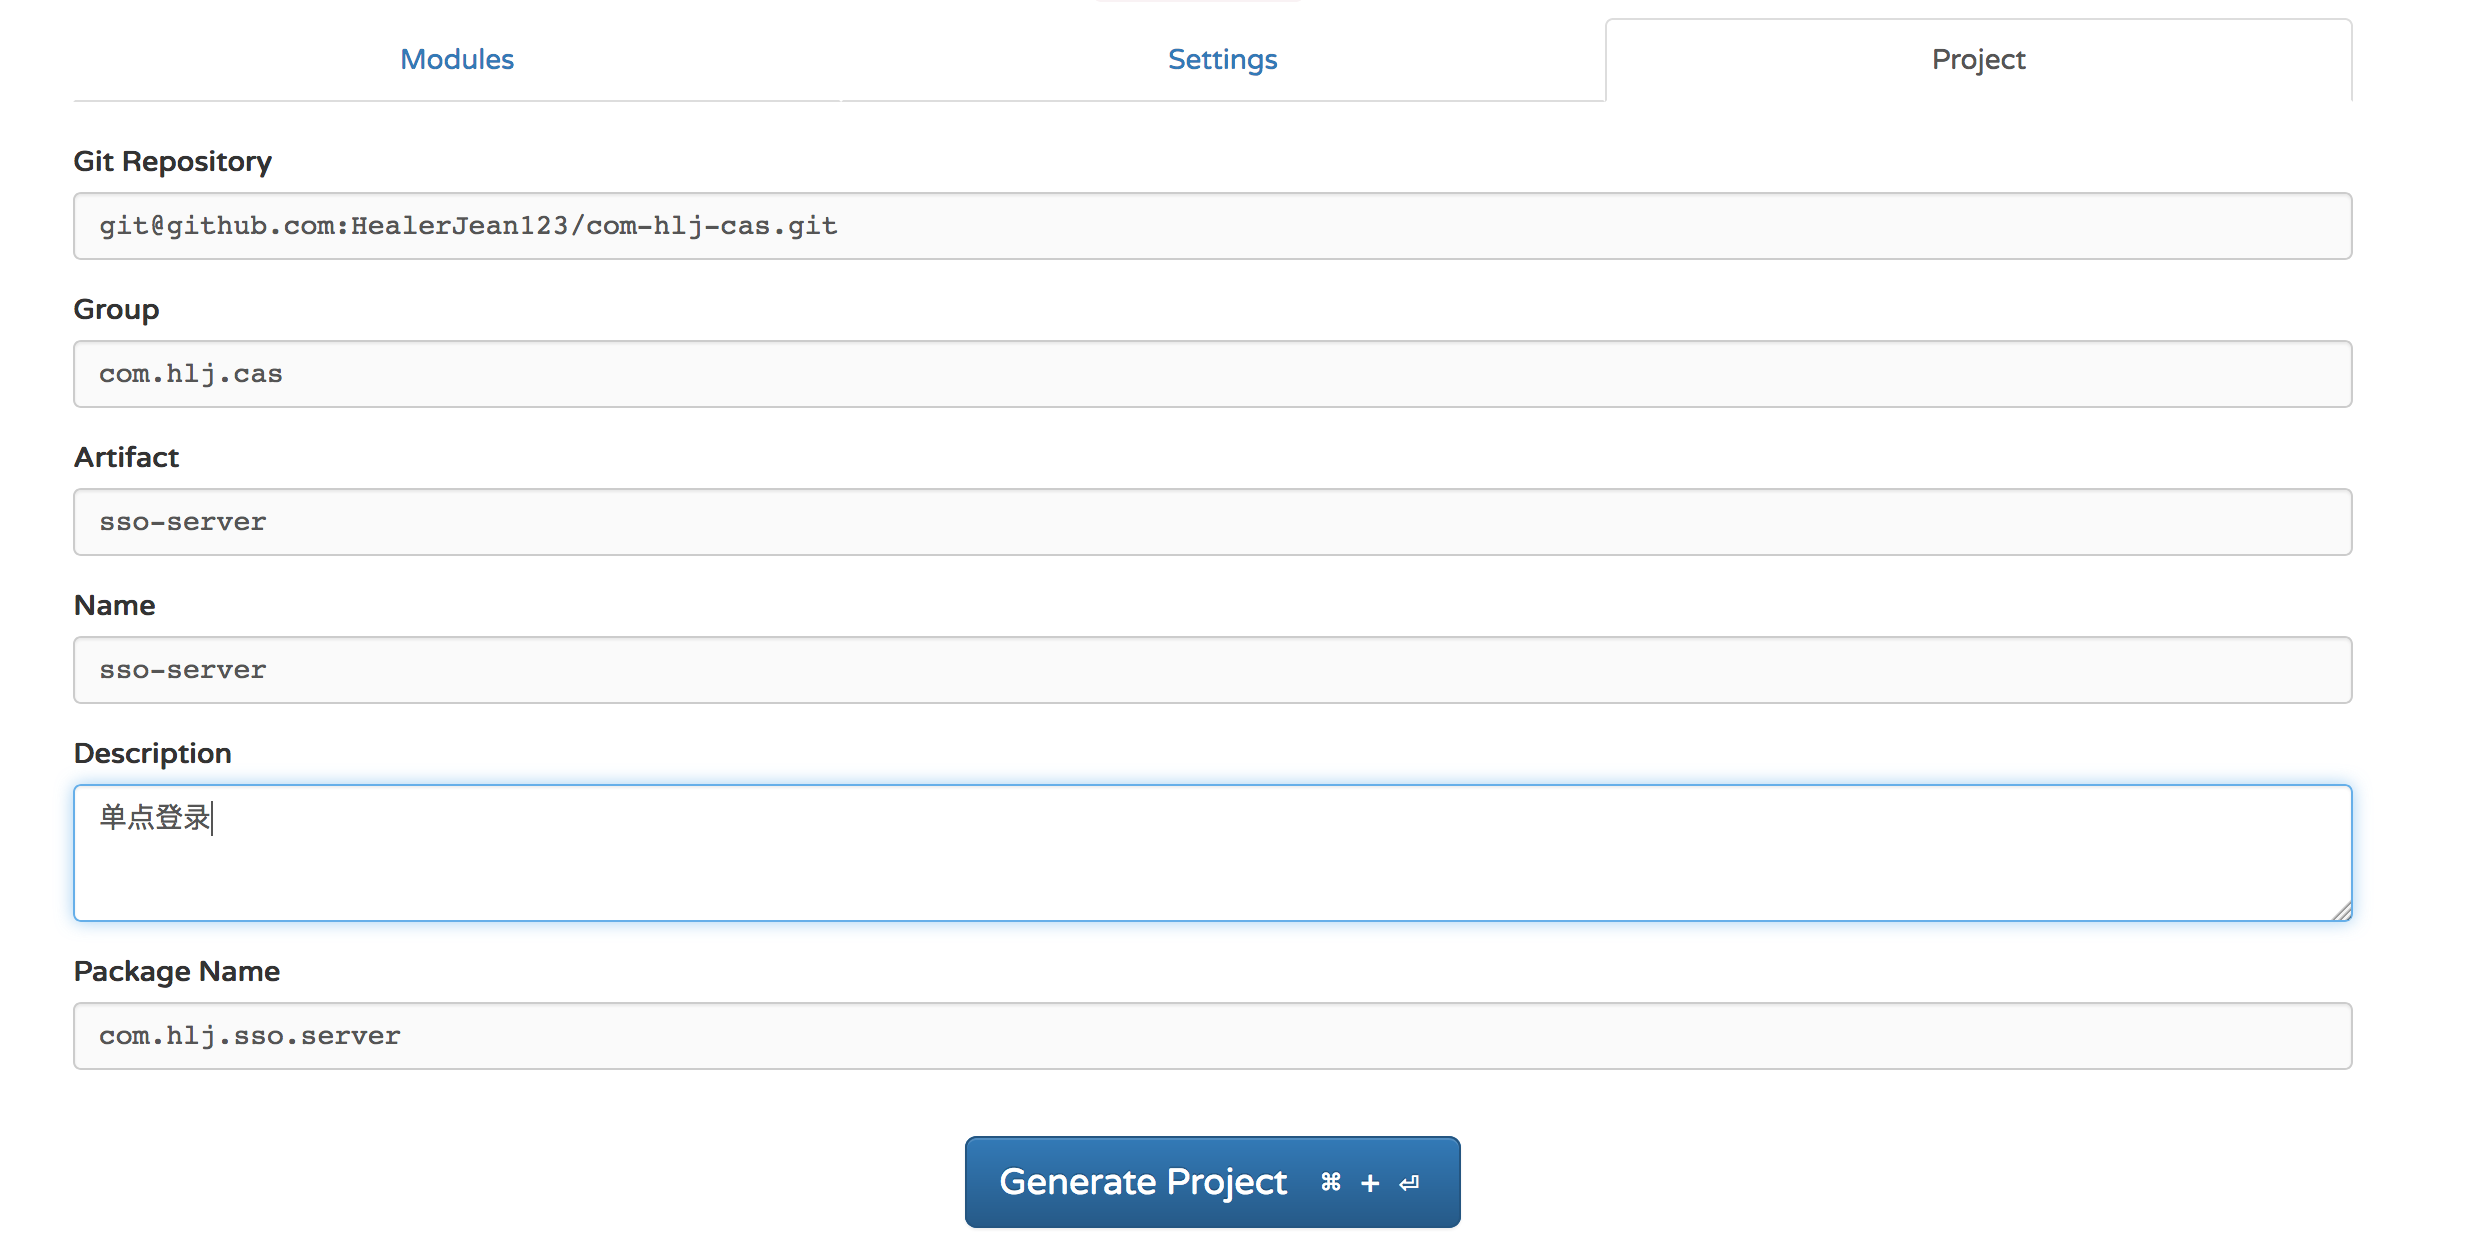 Modules
Settings
Project
Git Repository
git@github.com:HealerJean123/com-hlj-cas.git
Group
com.hlj.cas
Artifact
sso-server
Name
sso-server
Description
单点登录
Package Name
com.hlj.sso.server
Generate Project ⌘ + ⏎